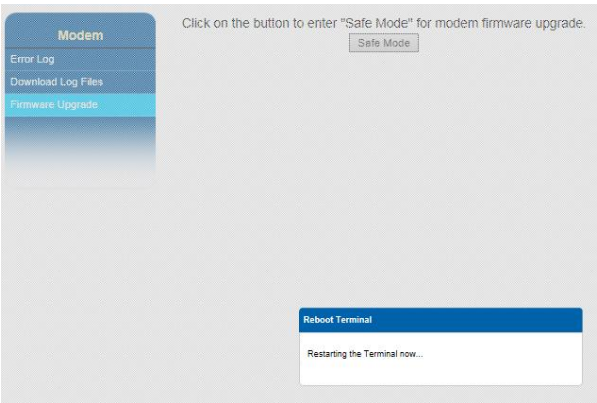 Modem
Error Log
Download Log Files
Firmware Upgrade
Click on the button to enter "Safe Mode" for modem firmware upgrade.
Safe Mode
Reboot Terminal
Restarting the Terminal now...